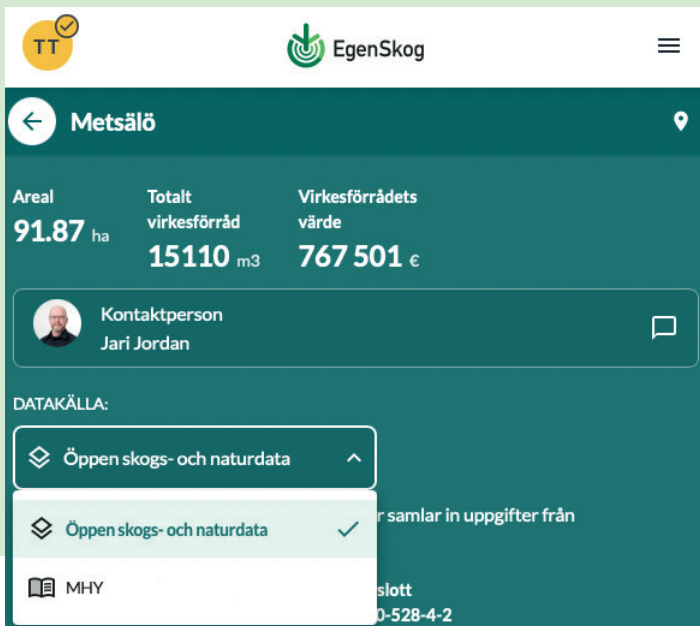 TT
EgenSkog
Metsälö
Areal
91.87 ha
Totalt
virkesförråd
15110 m3
Virkesförrådets
värde
767 501 €
Kontaktperson
Jari Jordan
DATAKÄLLA:
Öppen skogs- och naturdata
Öppen skogs- och naturdata
r samlar in uppgifter från
MHY
slott
0-528-4-2